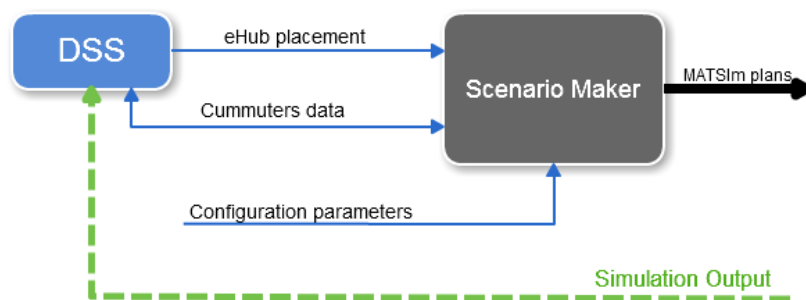 DSS
eHub placement
Scenario Maker
MATSIm plans
Cummuters data
Configuration parameters
Simulation Output